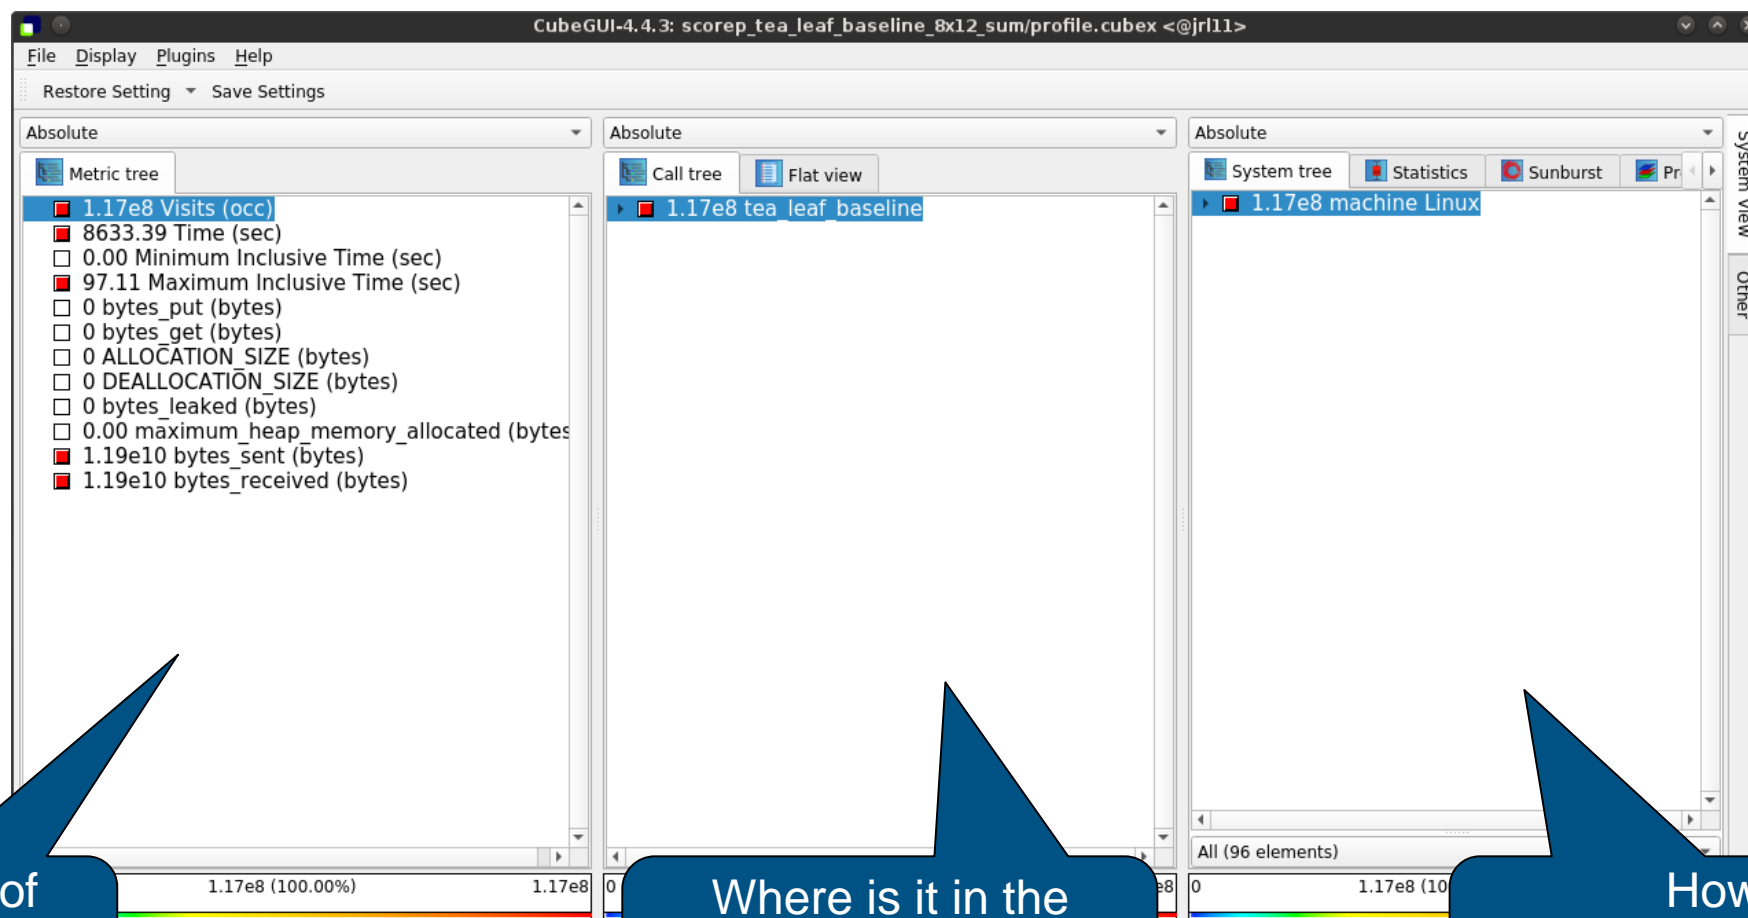 CubeGUI-4.4.3: scorep_tea_leaf_baseline_8x12_sum/profile.cubex <@jrl11>
File Display Plugins Help
Restore Setting Save Settings
Absolute
Metric tree
1.17e8 Visits (occ)
8633.39 Time (sec)
0.00 Minimum Inclusive Time (sec)
97.11 Maximum Inclusive Time (sec)
0 bytes_put (bytes)
0 bytes_get (bytes)
0 ALLOCATION_SIZE (bytes)
0 DEALLOCATION_SIZE (bytes)
0 bytes_leaked (bytes)
0.00 maximum_heap_memory_allocated (bytes
1.19e10 bytes_sent (bytes)
1.19e10 bytes_received (bytes)
1.17e8 (100.00%) 1.17e8
of
Absolute
Call tree Flat view
1.17e8 tea_leaf_baseline
0 e8
Where is it in the
Absolute
System tree Statistics Sunburst Pr
1.17e8 machine Linux
All (96 elements)
0 1.17e8 (10
How
System View
Other